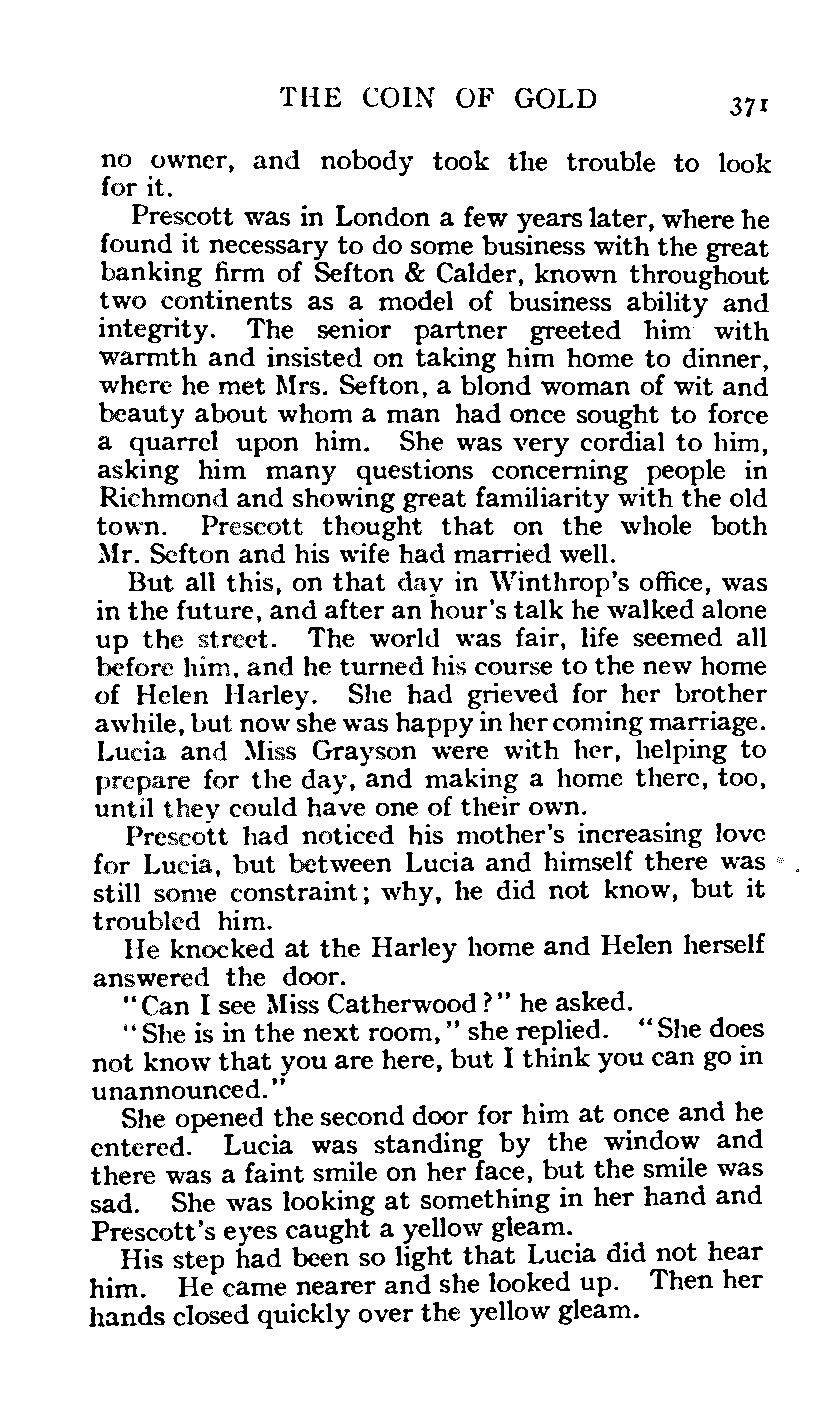 THE COIN OF GOLD 371
no owner, and nobody took the trouble to look
for it.
Prescott was in London a few years later, where he
found it necessary to do some business with the great
banking firm of Sefton & Calder, known throughout
two continents as a model of business ability and
integrity. The senior partner greeted him with
warmth and insisted on taking him home to dinner,
where he met Mrs. Sefton, a blond woman of wit and
beauty about whom a man had once sought to force
a quarrel upon him. She was very cordial to him,
asking him many questions concerning people in
Richmond and showing great familiarity with the old
town. Prescott thought that on the whole both
Mr. Sefton and his wife had married well.
But all this, on that day in Winthrop's office, was
in the future, and after an hour's talk he walked alone
up the street. The world was fair, life seemed all
before him, and he turned his course to the new home
of Helen Harley. She had grieved for her brother
awhile, but now she was happy in her coming marriage.
Lucia and Miss Grayson were with her, helping to
prepare for the day, and making a home there, too,
until they could have one of their own.
Prescott had noticed his mother's increasing love
for Lucia, but between Lucia and himself there was
still some constraint; why, he did not know, but it
troubled him.
He knocked at the Harley home and Helen herself
answered the door.
"Can I see Miss Catherwood?" he asked.
"She is in the next room," she replied. "She does
not know that you are here, but I think you can go in
unannounced."
She opened the second door for him at once and he
entered. Lucia was standing by the window and
there was a faint smile on her face, but the smile was
sad. She was looking at something in her hand and
Prescott's eyes caught a yellow gleam.
His step had been so light that Lucia did not hear
him. He came nearer and she looked up. Then her
hands closed quickly over the yellow gleam.